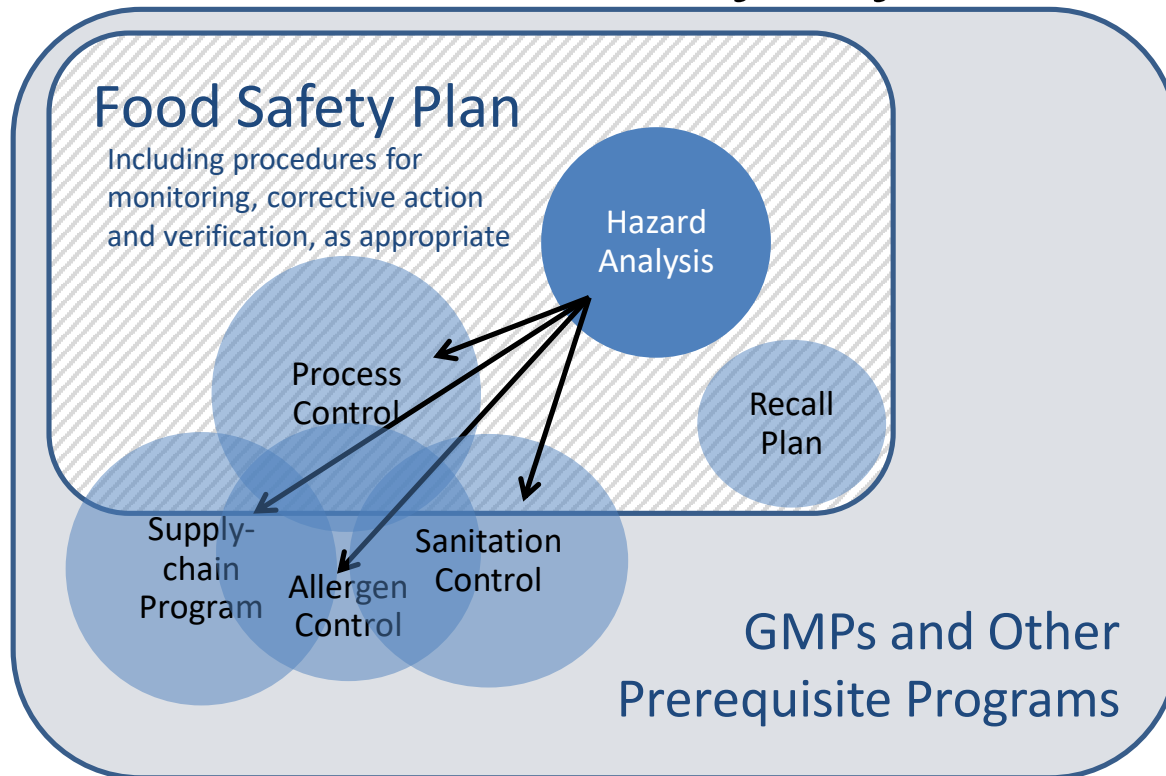 Food Safety Plan
Including procedures for
monitoring, corrective action
and verification, as appropriate
Hazard
Analysis
Process
Control
Recall
Plan
Supply-
chain
Program
Allergen
Control
Sanitation
Control
GMPs and Other
Prerequisite Programs